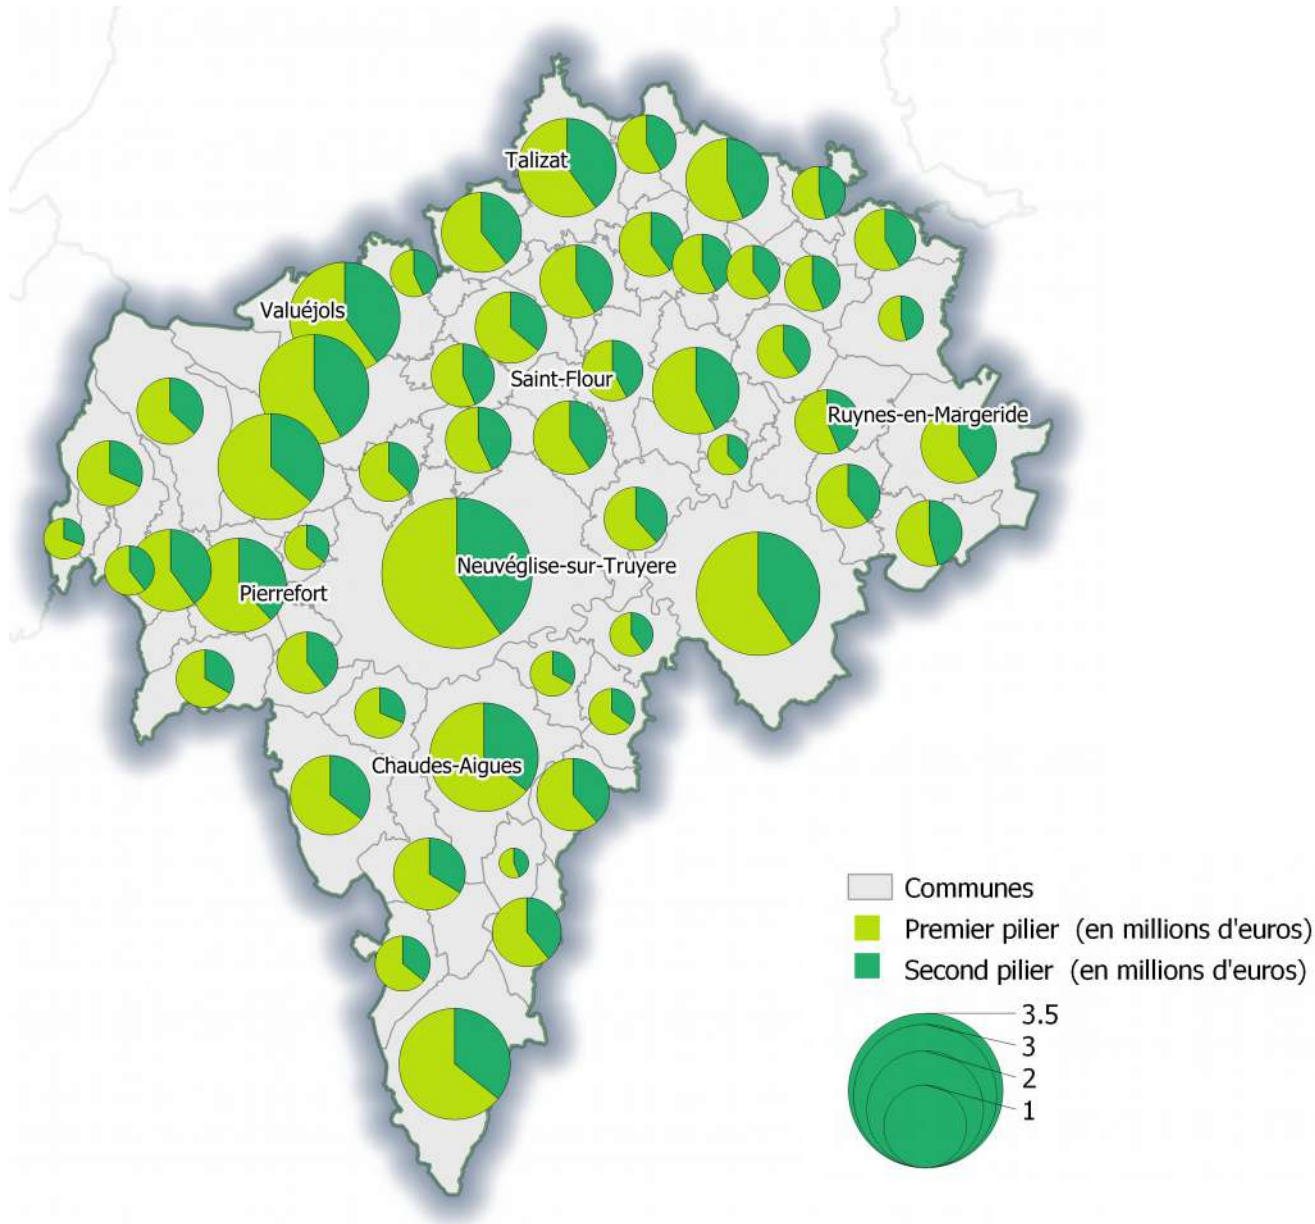 Talizat
Valuéjols
Saint-Flour
Ruynes-en-Margeride
Neuvéglise-sur-Truyere
Pierrefort
Chaudes-Aigues
Communes
Premier pilier (en millions d'euros)
Second pilier (en millions d'euros)
3.5
3
2
1